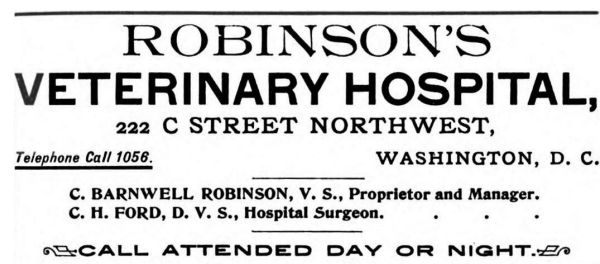 ROBINSON'S
VETERINARY HOSPITAL,
222 C STREET NORTHWEST,
Telephone Call 1056. WASHINGTON, D. C.
C. BARNWELL ROBINSON, V. S., Proprietor and Manager.
C. H. FORD, D. V. S., Hospital Surgeon. . . .
CALL ATTENDED DAY OR NIGHT.